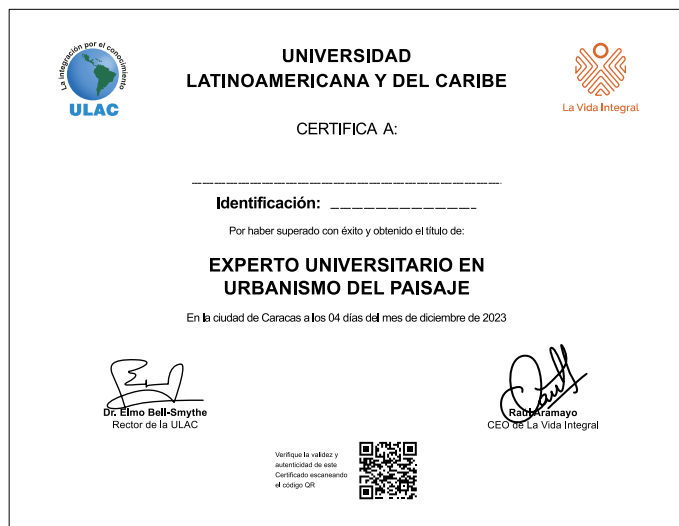 La integración por el conocimiento
ULAC
UNIVERSIDAD
LATINOAMERICANA Y DEL CARIBE
La Vida Integral
CERTIFICA A:
Identificación:
Por haber superado con éxito y obtenido el título de:
EXPERTO UNIVERSITARIO EN
URBANISMO DEL PAISAJE
En la ciudad de Caracas a los 04 días del mes de diciembre de 2023
Dr. Elmo Bell-Smythe
Rector de la ULAC
Raúl Aramayo
CEO de La Vida Integral
Verifique la validez y
autenticidad de este
Certificado escaneando
el código QR